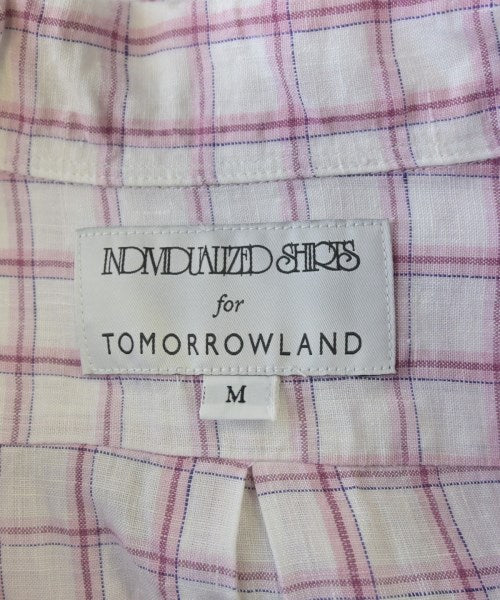 INDIVIDUALIZED SHIRTS
for
TOMORROWLAND
M